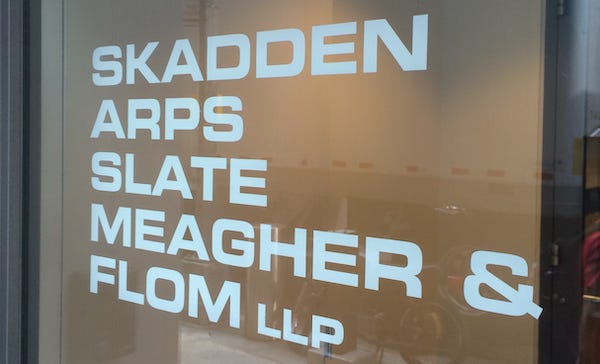 SKADDEN
ARPS
SLATE
MEAGHER &
FLOM LLP